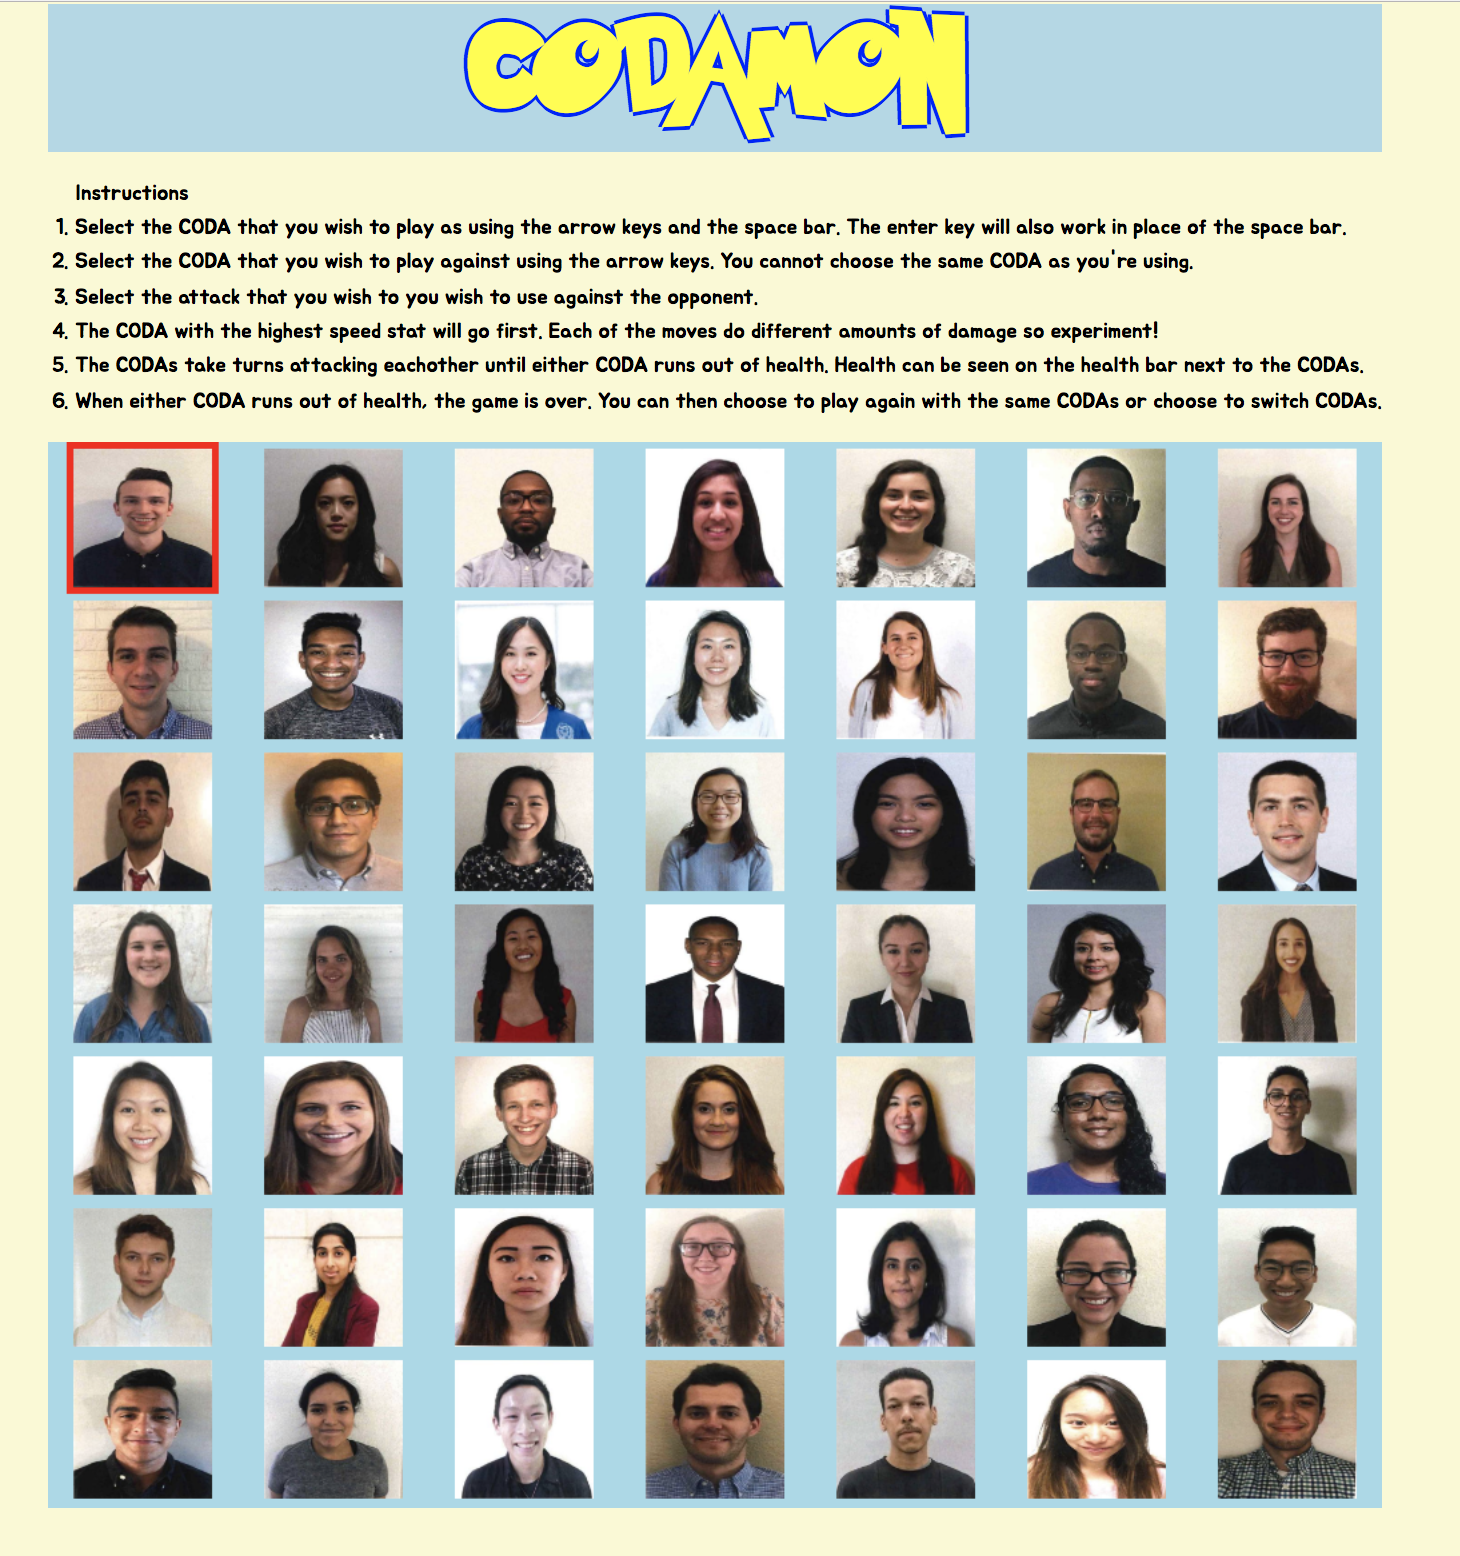 CODAMON
Instructions
1. Select the CODA that you wish to play as using the arrow keys and the space bar. The enter key will also work in place of the space bar.
2. Select the CODA that you wish to play against using the arrow keys. You cannot choose the same CODA as you're using.
3. Select the attack that you wish to you wish to use against the opponent.
4. The CODA with the highest speed stat will go first. Each of the moves do different amounts of damage so experiment!
5. The CODAs take turns attacking eachother until either CODA runs out of health. Health can be seen on the health bar next to the CODAs.
6. When either CODA runs out of health, the game is over. You can then choose to play again with the same CODAs or choose to switch CODAs.